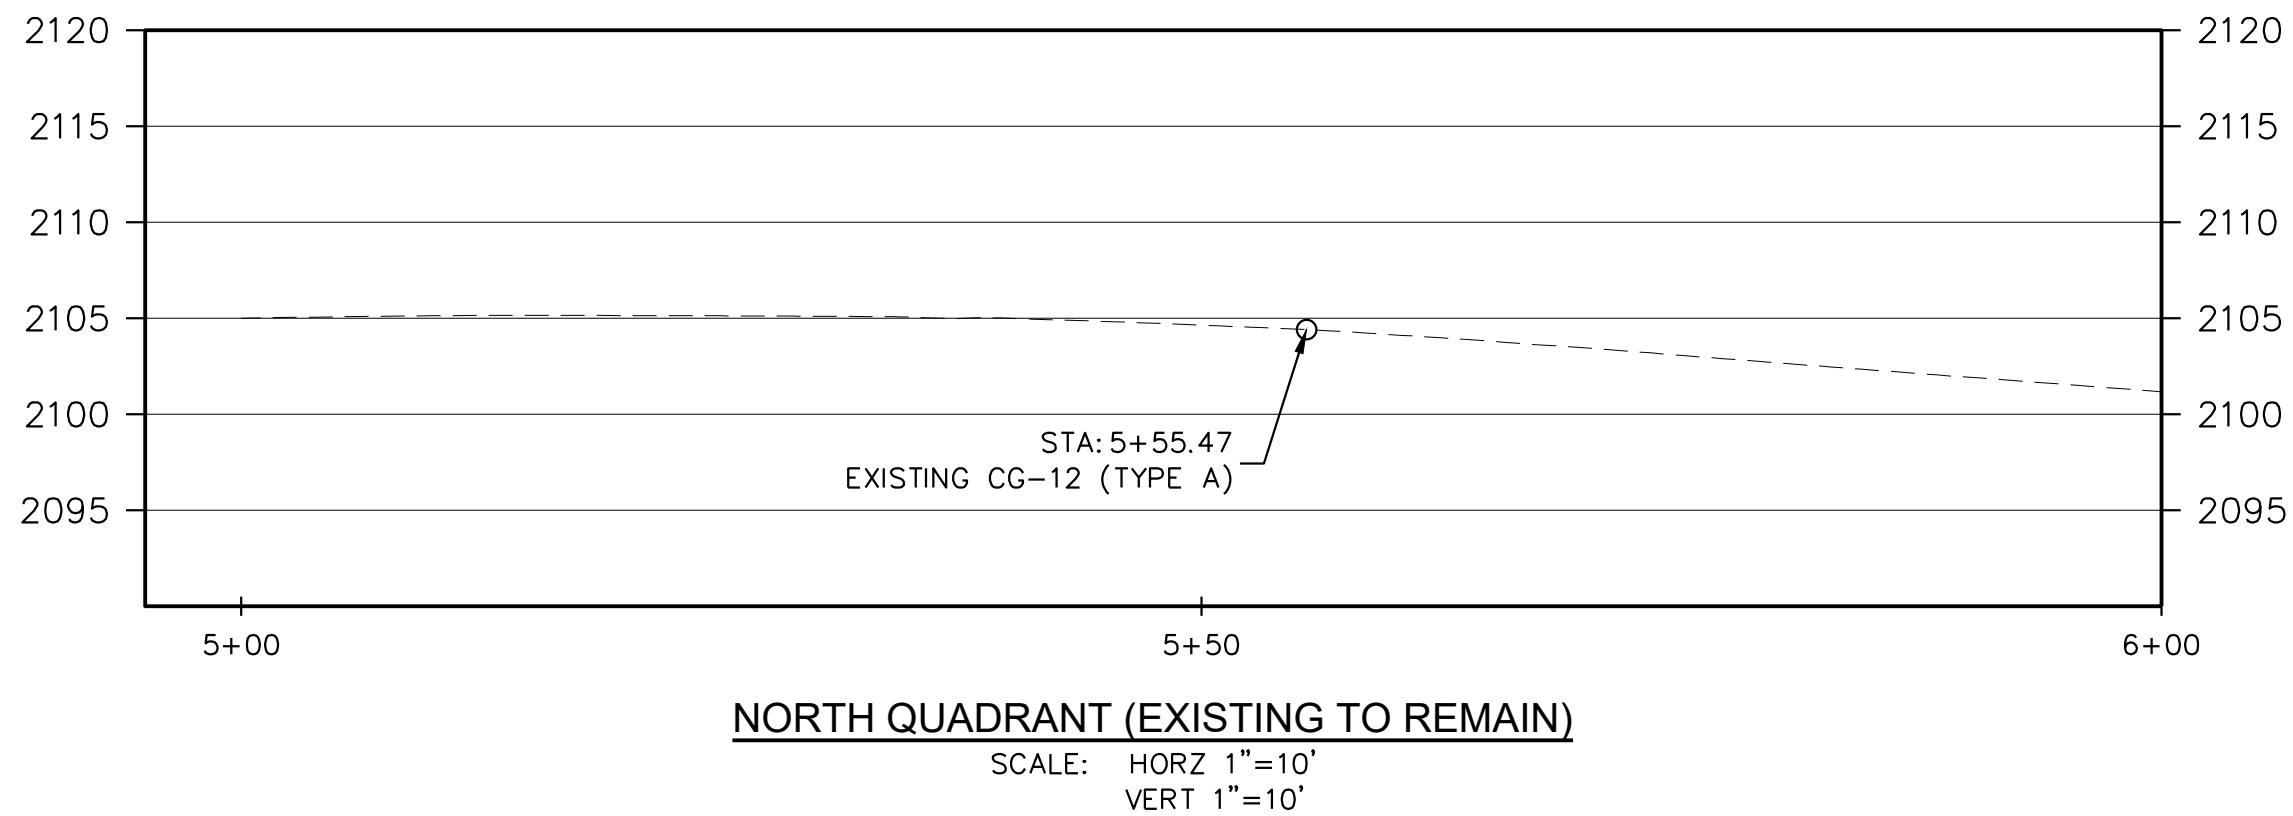 2120 2120
2115 2115
2110 2110
2105 2105
2100 2100
STA: 5+55.47
EXISTING CG-12 (TYPE A)
2095 2095
5+00 5+50 6+00
NORTH QUADRANT (EXISTING TO REMAIN)
SCALE: HORZ 1"=10'
VERT 1"=10'